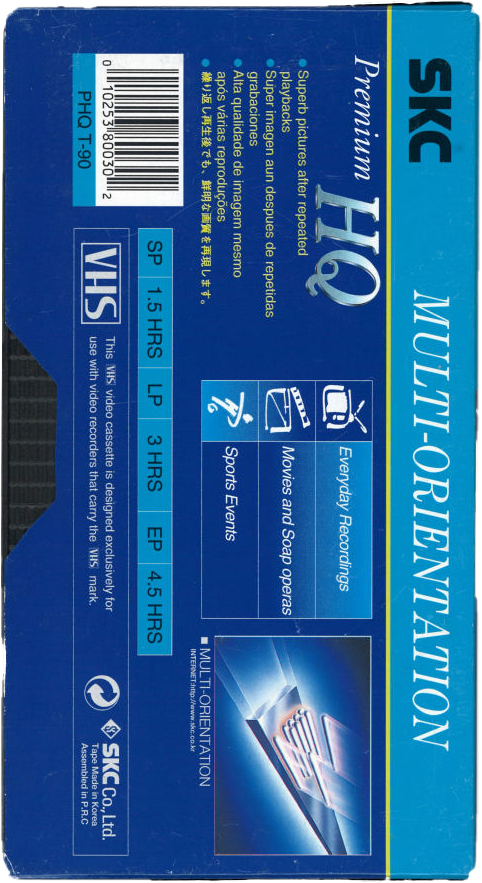 SKC
MULTI-ORIENTATION
Premium
HQ
• Superb pictures after repeated
playbacks
• Super imagen aun despues de repetidas
grabaciones
• Alta qualidade de imagem mesmo
após várias reproduções
• 繰り返し再生後でも、鮮明な画質を再現します。
Everyday Recordings
Movies and Soap operas
Sports Events
■ MULTI-ORIENTATION
INTERNET:http://www.skc.co.kr
0 10253 80030 2
PHQ T-90
SP 1.5 HRS LP 3 HRS EP 4.5 HRS
VHS
This VHS video cassette is designed exclusively for
use with video recorders that carry the VHS mark.
SKC Co., Ltd.
Tape Made in Korea
Assembled in P.R.C